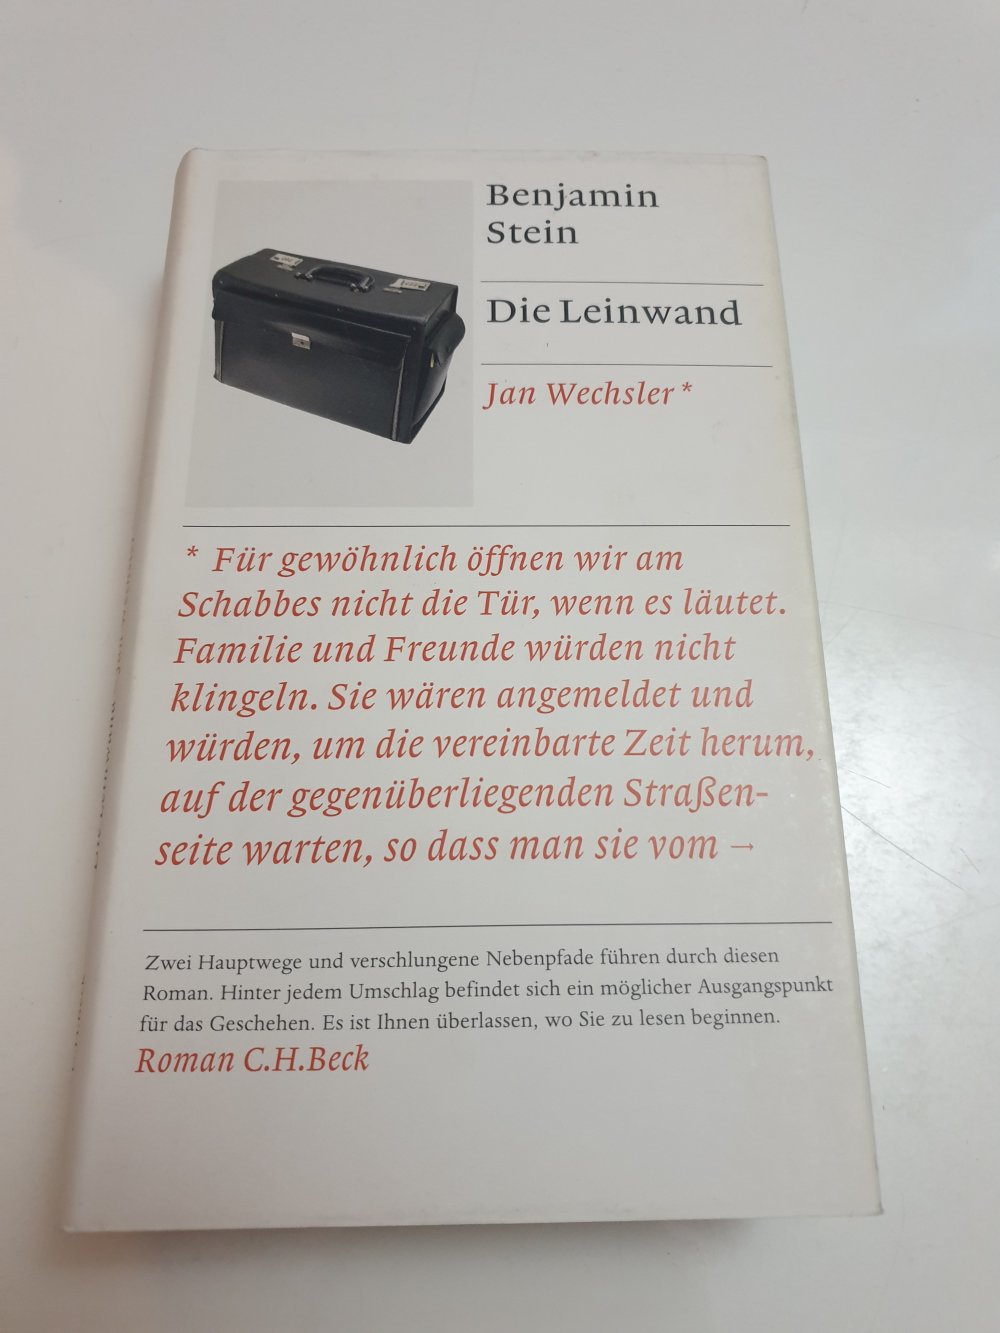 Benjamin
Stein
Die Leinwand
Jan Wechsler*
* Für gewöhnlich öffnen wir am
Schabbes nicht die Tür, wenn es läutet.
Familie und Freunde würden nicht
klingeln. Sie wären angemeldet und
würden, um die vereinbarte Zeit herum,
auf der gegenüberliegenden Straßen-
seite warten, so dass man sie vom →
Zwei Hauptwege und verschlungene Nebenpfade führen durch diesen
Roman. Hinter jedem Umschlag befindet sich ein möglicher Ausgangspunkt
für das Geschehen. Es ist Ihnen überlassen, wo Sie zu lesen beginnen.
Roman C.H.Beck